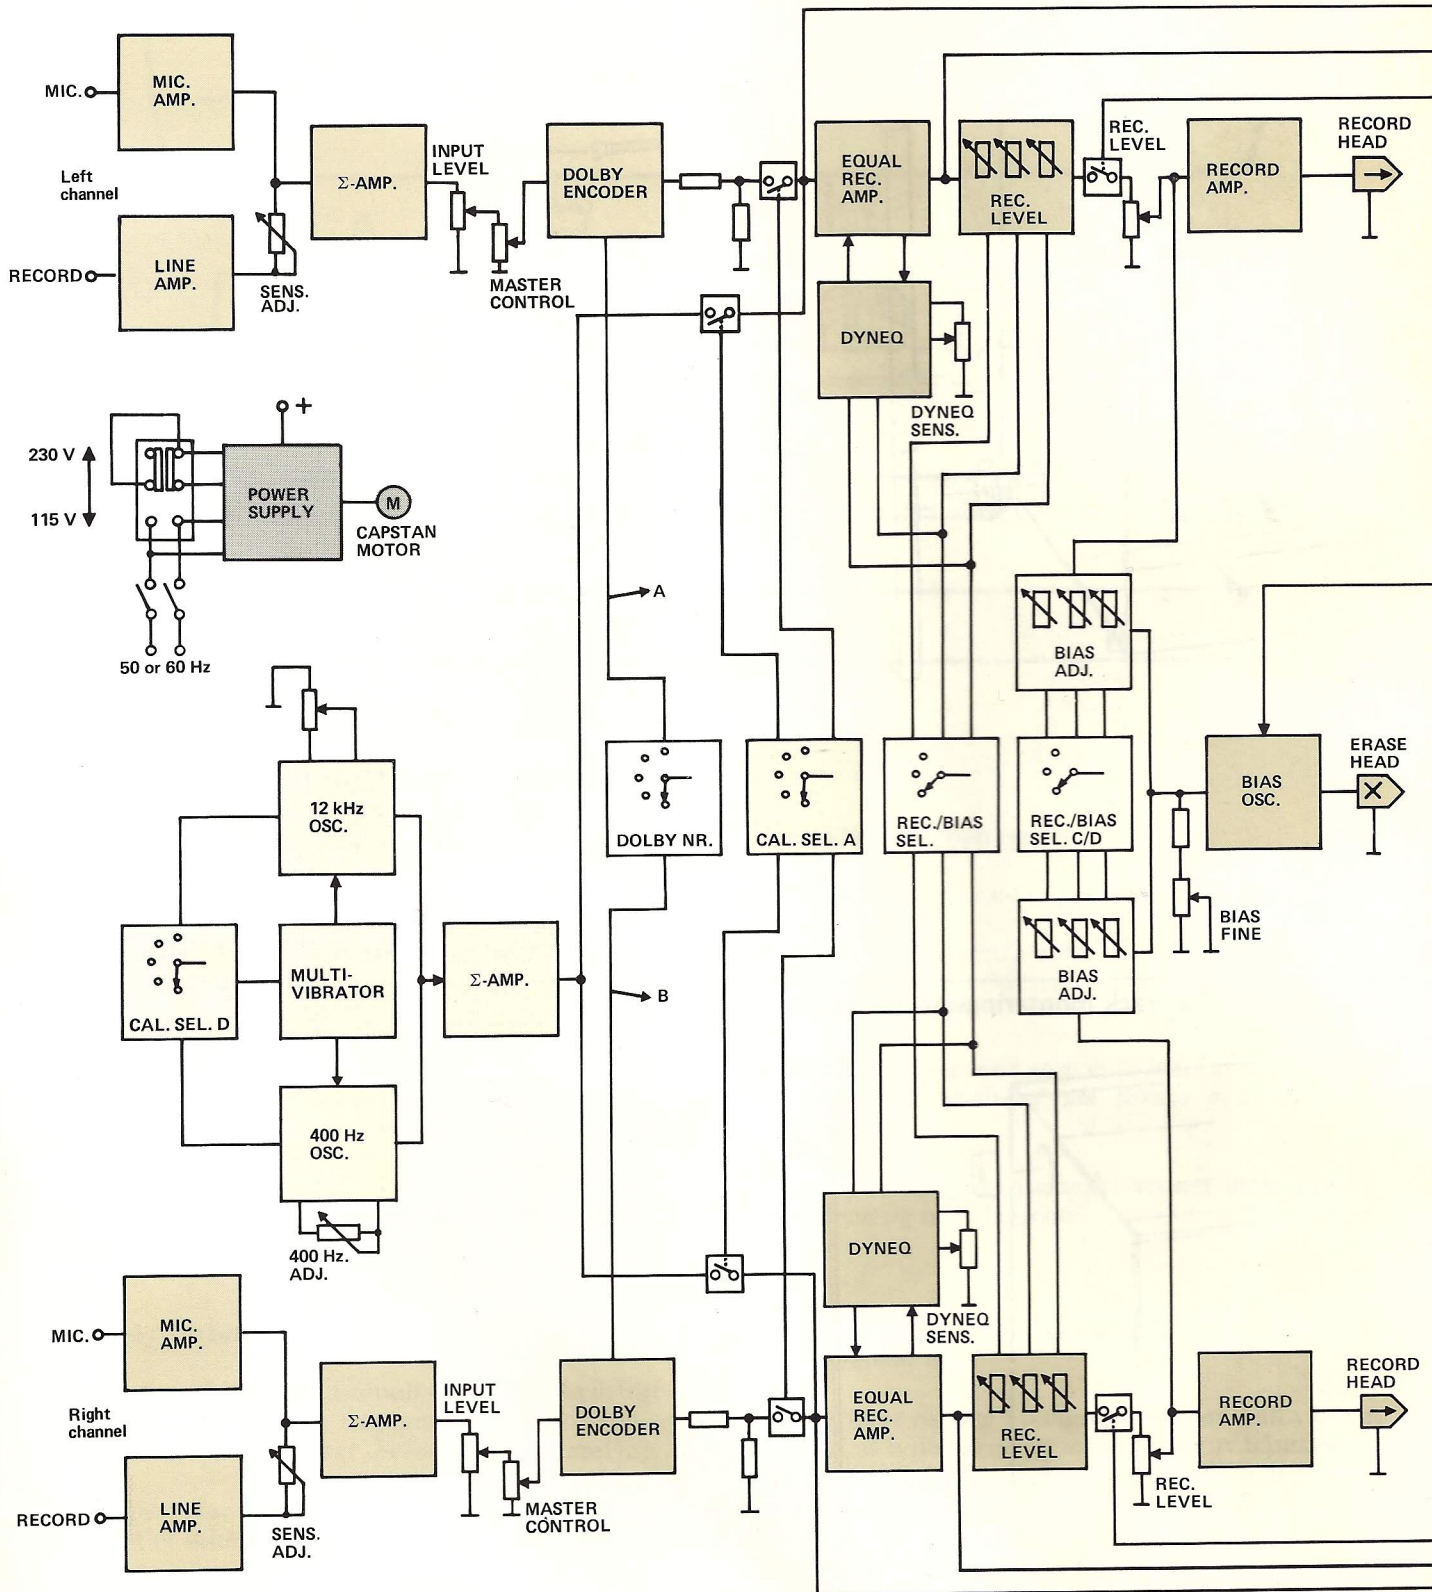 MIC.
MIC.
AMP.
Left
channel
RECORD
LINE
AMP.
SENS.
ADJ.
Σ-AMP.
INPUT
LEVEL
MASTER
CONTROL
DOLBY
ENCODER
EQUAL
REC.
AMP.
REC.
LEVEL
REC.
LEVEL
RECORD
AMP.
RECORD
HEAD
DYNEQ
DYNEQ
SENS.
+
230 V
115 V
POWER
SUPPLY
M
CAPSTAN
MOTOR
50 or 60 Hz
A
BIAS
ADJ.
12 kHz
OSC.
DOLBY NR.
CAL. SEL. A
REC./BIAS
SEL.
REC./BIAS
SEL. C/D
BIAS
OSC.
ERASE
HEAD
BIAS
FINE
CAL. SEL. D
MULTI-
VIBRATOR
Σ-AMP.
B
BIAS
ADJ.
400 Hz
OSC.
400 Hz.
ADJ.
DYNEQ
DYNEQ
SENS.
MIC.
MIC.
AMP.
Right
channel
RECORD
LINE
AMP.
SENS.
ADJ.
Σ-AMP.
INPUT
LEVEL
MASTER
CONTROL
DOLBY
ENCODER
EQUAL
REC.
AMP.
REC.
LEVEL
REC.
LEVEL
RECORD
AMP.
RECORD
HEAD